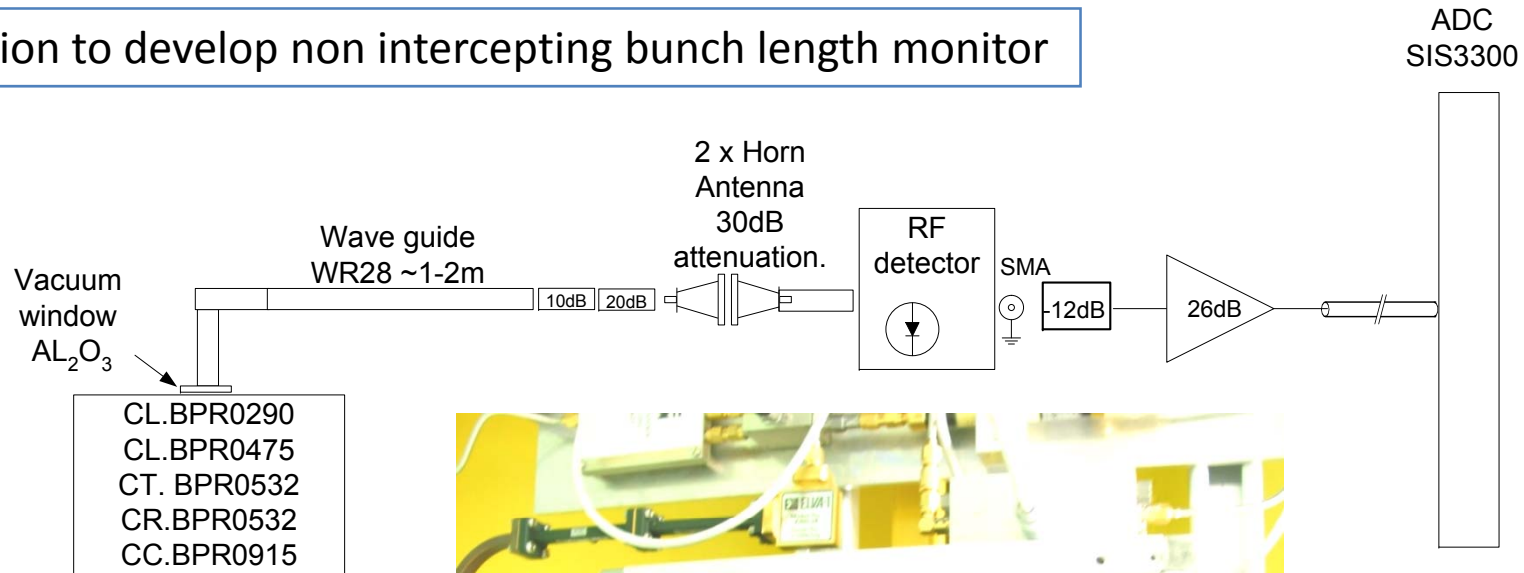 ion to develop non intercepting bunch length monitor
ADC
SIS3300
2 x Horn
Antenna
30dB
attenuation.
Wave guide
WR28 ~1-2m
Vacuum
window
AL₂O₃
10dB
20dB
RF
detector
SMA
-12dB
26dB
CL.BPR0290
CL.BPR0475
CT. BPR0532
CR.BPR0532
CC.BPR0915